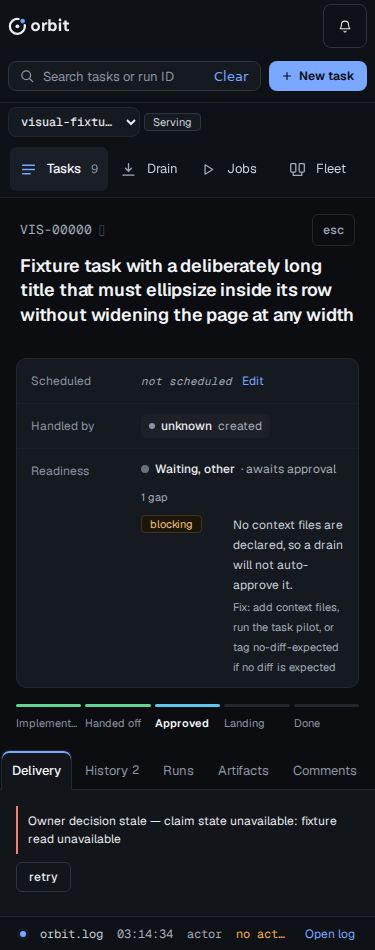 orbit
Search tasks or run ID Clear
+ New task
visual-fixtu…
Serving
Tasks 9 Drain Jobs Fleet
VIS-00000
esc
Fixture task with a deliberately long
title that must ellipsize inside its row
without widening the page at any width
Scheduled not scheduled Edit
Handled by unknown created
Readiness Waiting, other · awaits approval
1 gap
blocking
No context files are
declared, so a drain
will not auto-
approve it.
Fix: add context files,
run the task pilot, or
tag no-diff-expected
if no diff is expected
Implement… Handed off Approved Landing Done
Delivery History 2 Runs Artifacts Comments
Owner decision stale — claim state unavailable: fixture
read unavailable
retry
orbit.log 03:14:34 actor no act… Open log